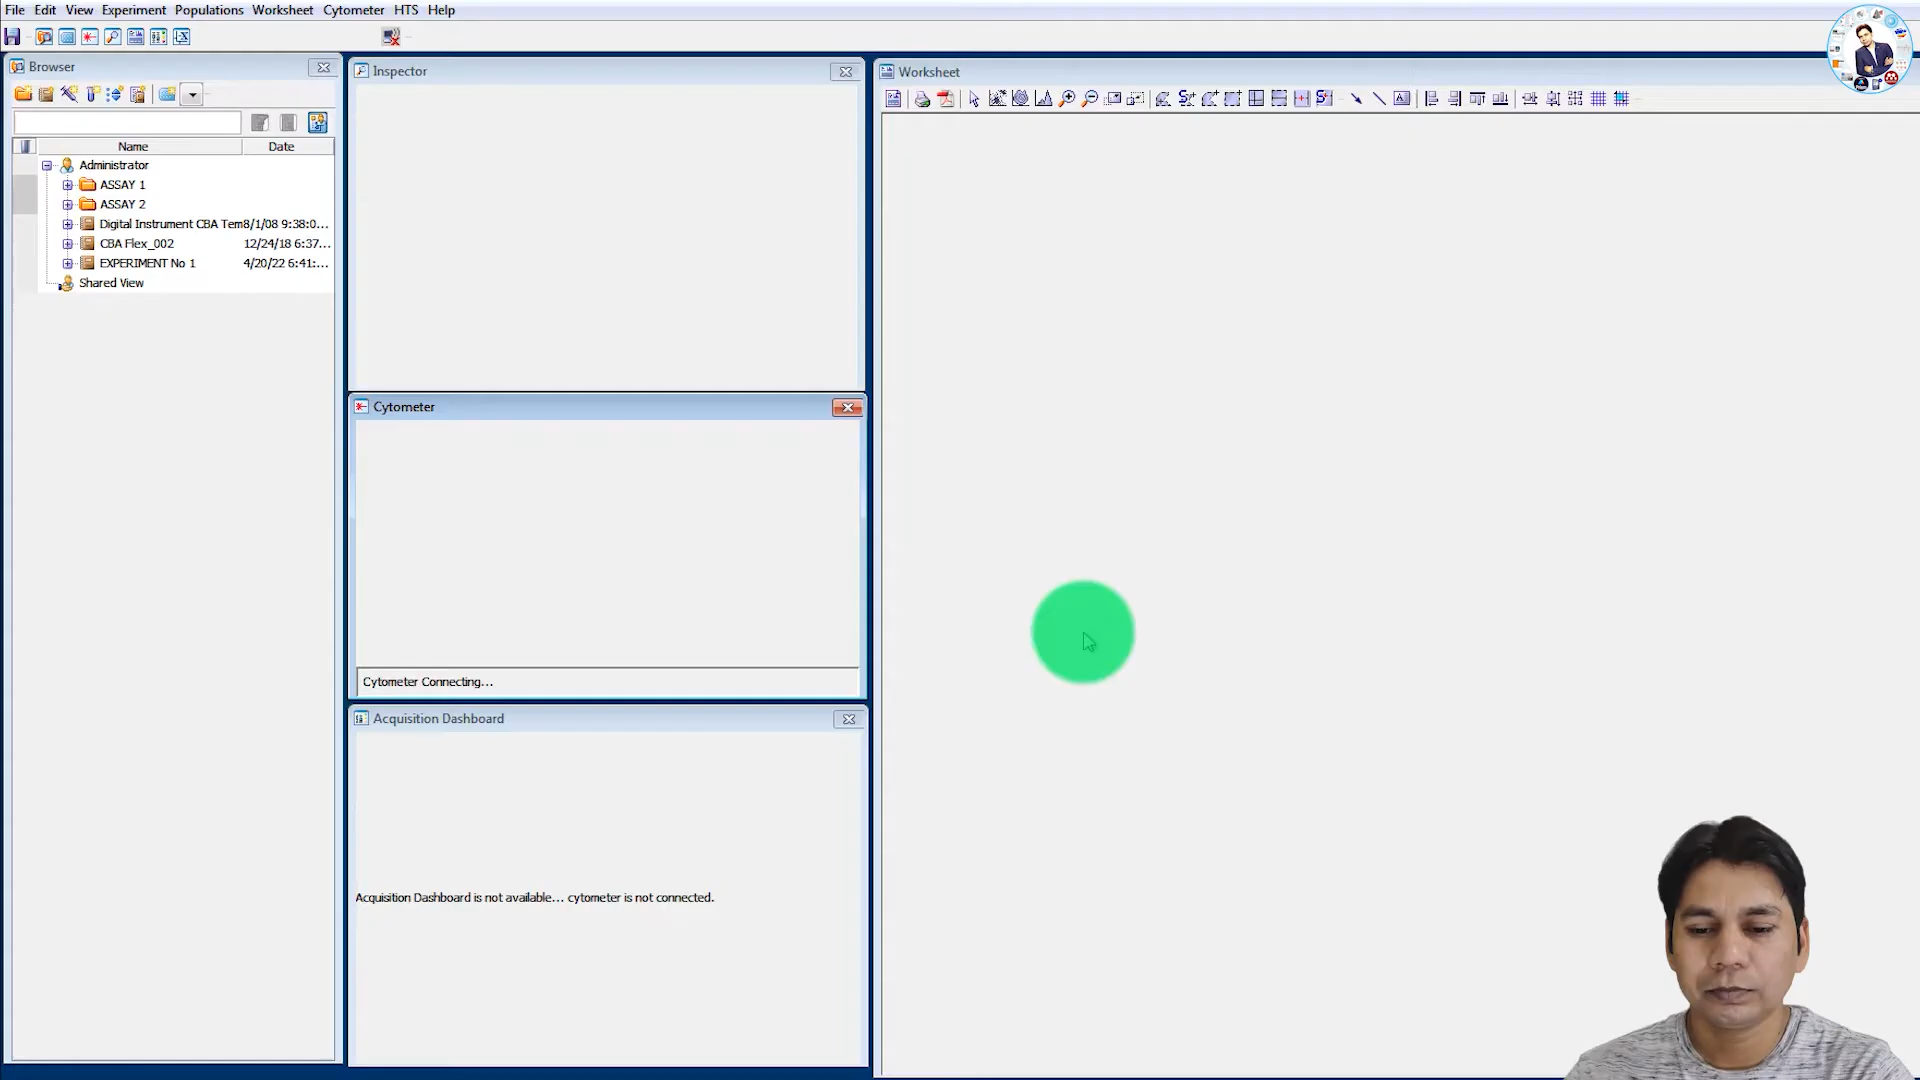 File Edit View Experiment Populations Worksheet Cytometer HTS Help
Browser
Name Date
Administrator
ASSAY 1
ASSAY 2
Digital Instrument CBA Tem8/1/08 9:38:0...
CBA Flex_002 12/24/18 6:37...
EXPERIMENT No 1 4/20/22 6:41:...
Shared View
Inspector
Cytometer
Cytometer Connecting...
Acquisition Dashboard
Acquisition Dashboard is not available... cytometer is not connected.
Worksheet